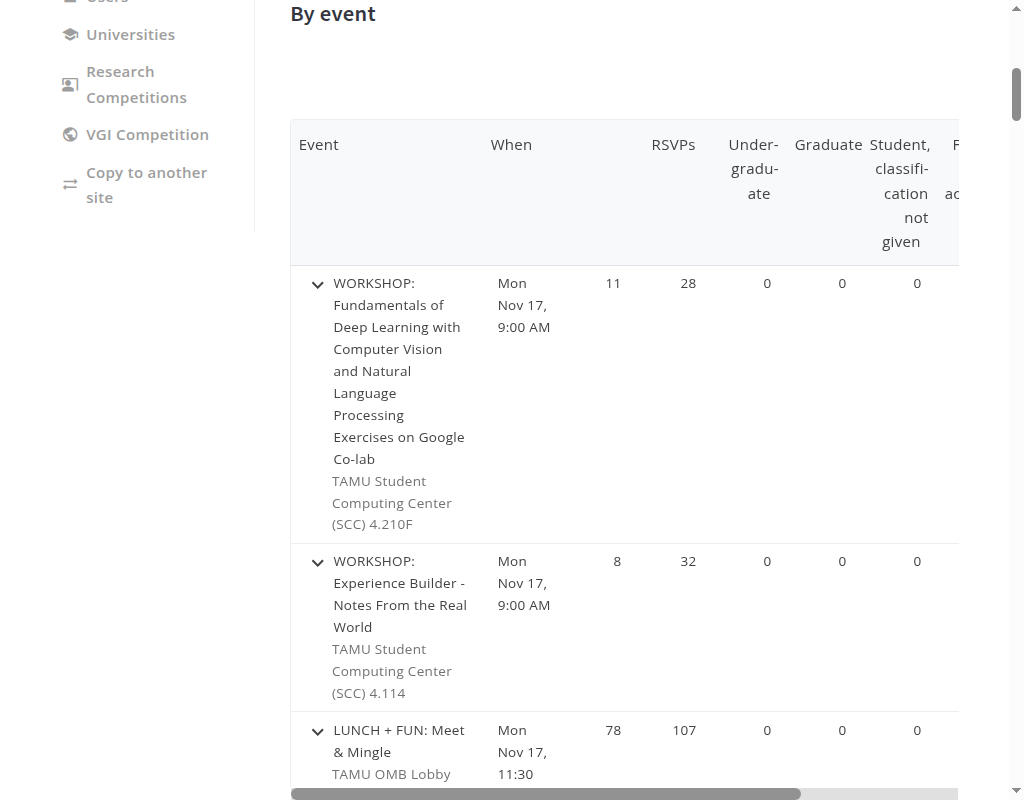 Users
Universities
Research
Competitions
VGI Competition
Copy to another
site
By event
Event When RSVPs Under-
gradu-
ate Graduate Student,
classifi-
cation
not
given
WORKSHOP:
Fundamentals of
Deep Learning with
Computer Vision
and Natural
Language
Processing
Exercises on Google
Co-lab
TAMU Student
Computing Center
(SCC) 4.210F
Mon
Nov 17,
9:00 AM
11 28 0 0 0
WORKSHOP:
Experience Builder -
Notes From the Real
World
TAMU Student
Computing Center
(SCC) 4.114
Mon
Nov 17,
9:00 AM
8 32 0 0 0
LUNCH + FUN: Meet
& Mingle
TAMU OMB Lobby
Mon
Nov 17,
11:30
78 107 0 0 0